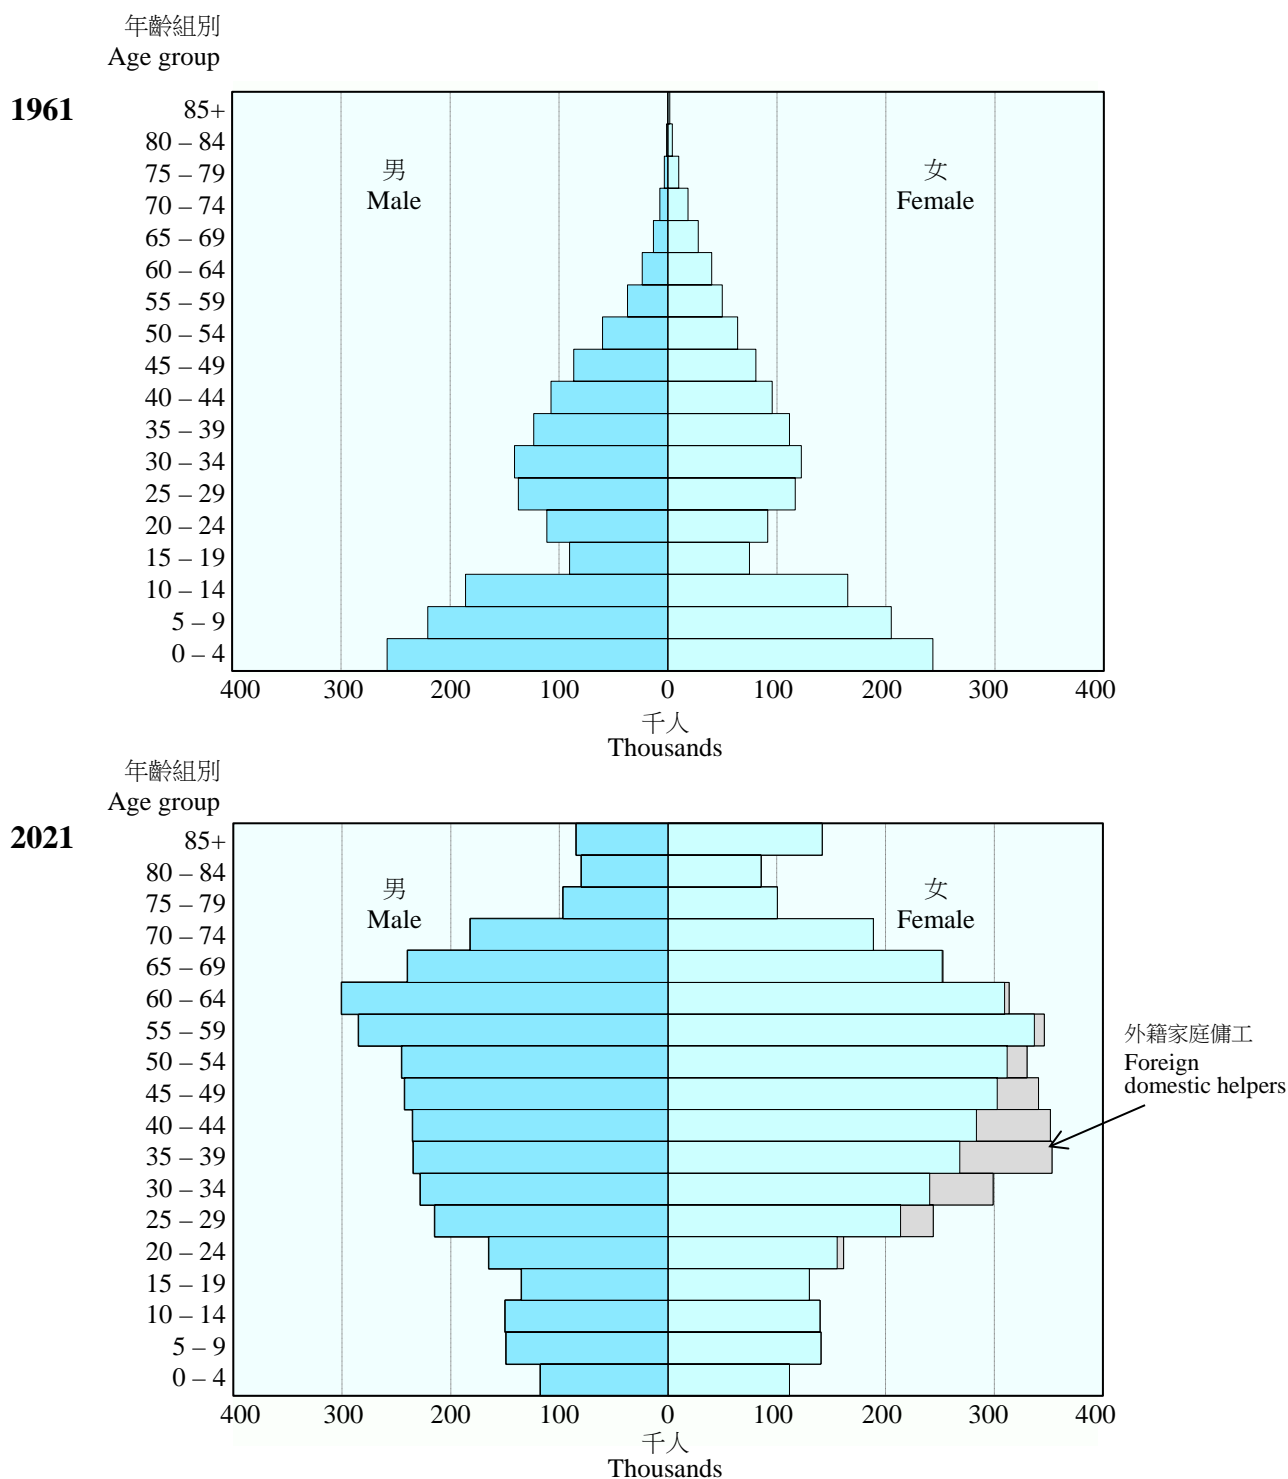 年齡組別
Age group
1961
85+
80 – 84
75 – 79
70 – 74
65 – 69
60 – 64
55 – 59
50 – 54
45 – 49
40 – 44
35 – 39
30 – 34
25 – 29
20 – 24
15 – 19
10 – 14
5 – 9
0 – 4
男
Male
女
Female
400 300 200 100 0 100 200 300 400
千人
Thousands
年齡組別
Age group
2021
85+
80 – 84
75 – 79
70 – 74
65 – 69
60 – 64
55 – 59
50 – 54
45 – 49
40 – 44
35 – 39
30 – 34
25 – 29
20 – 24
15 – 19
10 – 14
5 – 9
0 – 4
男
Male
女
Female
外籍家庭傭工
Foreign
domestic helpers
400 300 200 100 0 100 200 300 400
千人
Thousands